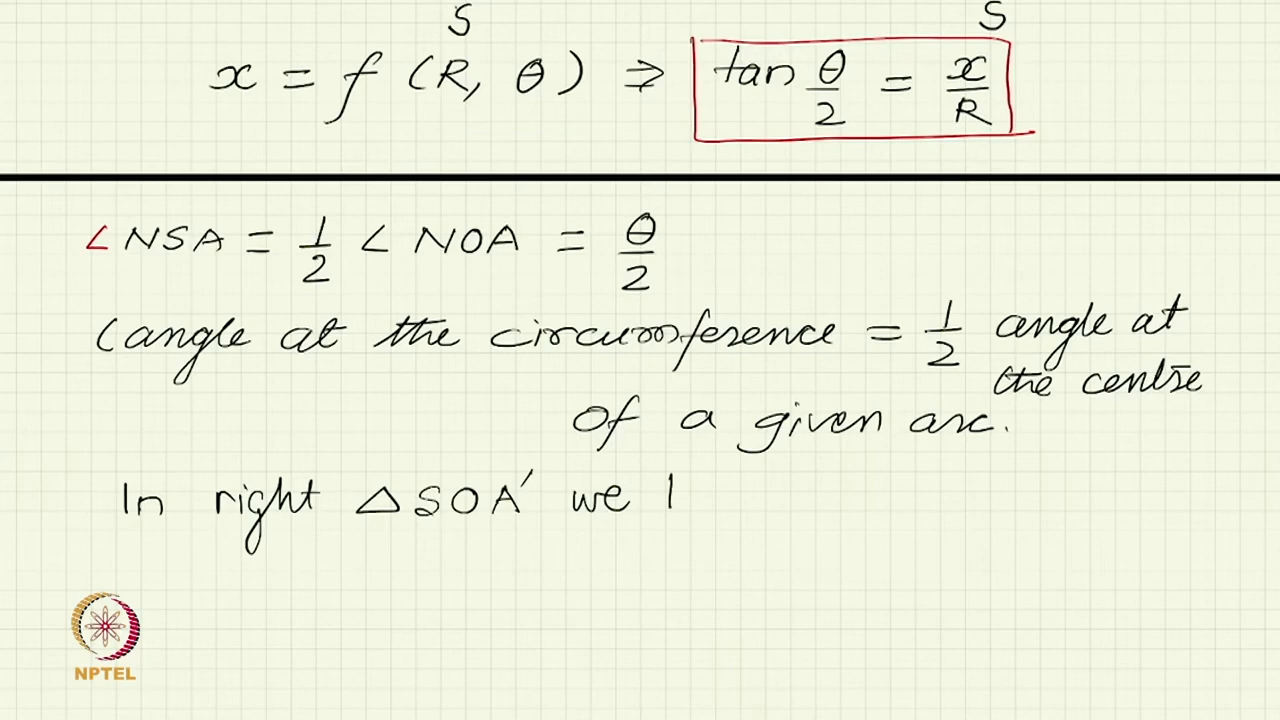 S S
x = f (R, θ) ⇒ tan θ/2 = x/R
∠ NSA = 1/2 ∠ NOA = θ/2
(angle at the circumference = 1/2 angle at
the centre
of a given arc.
In right △SOA′ we |
NPTEL